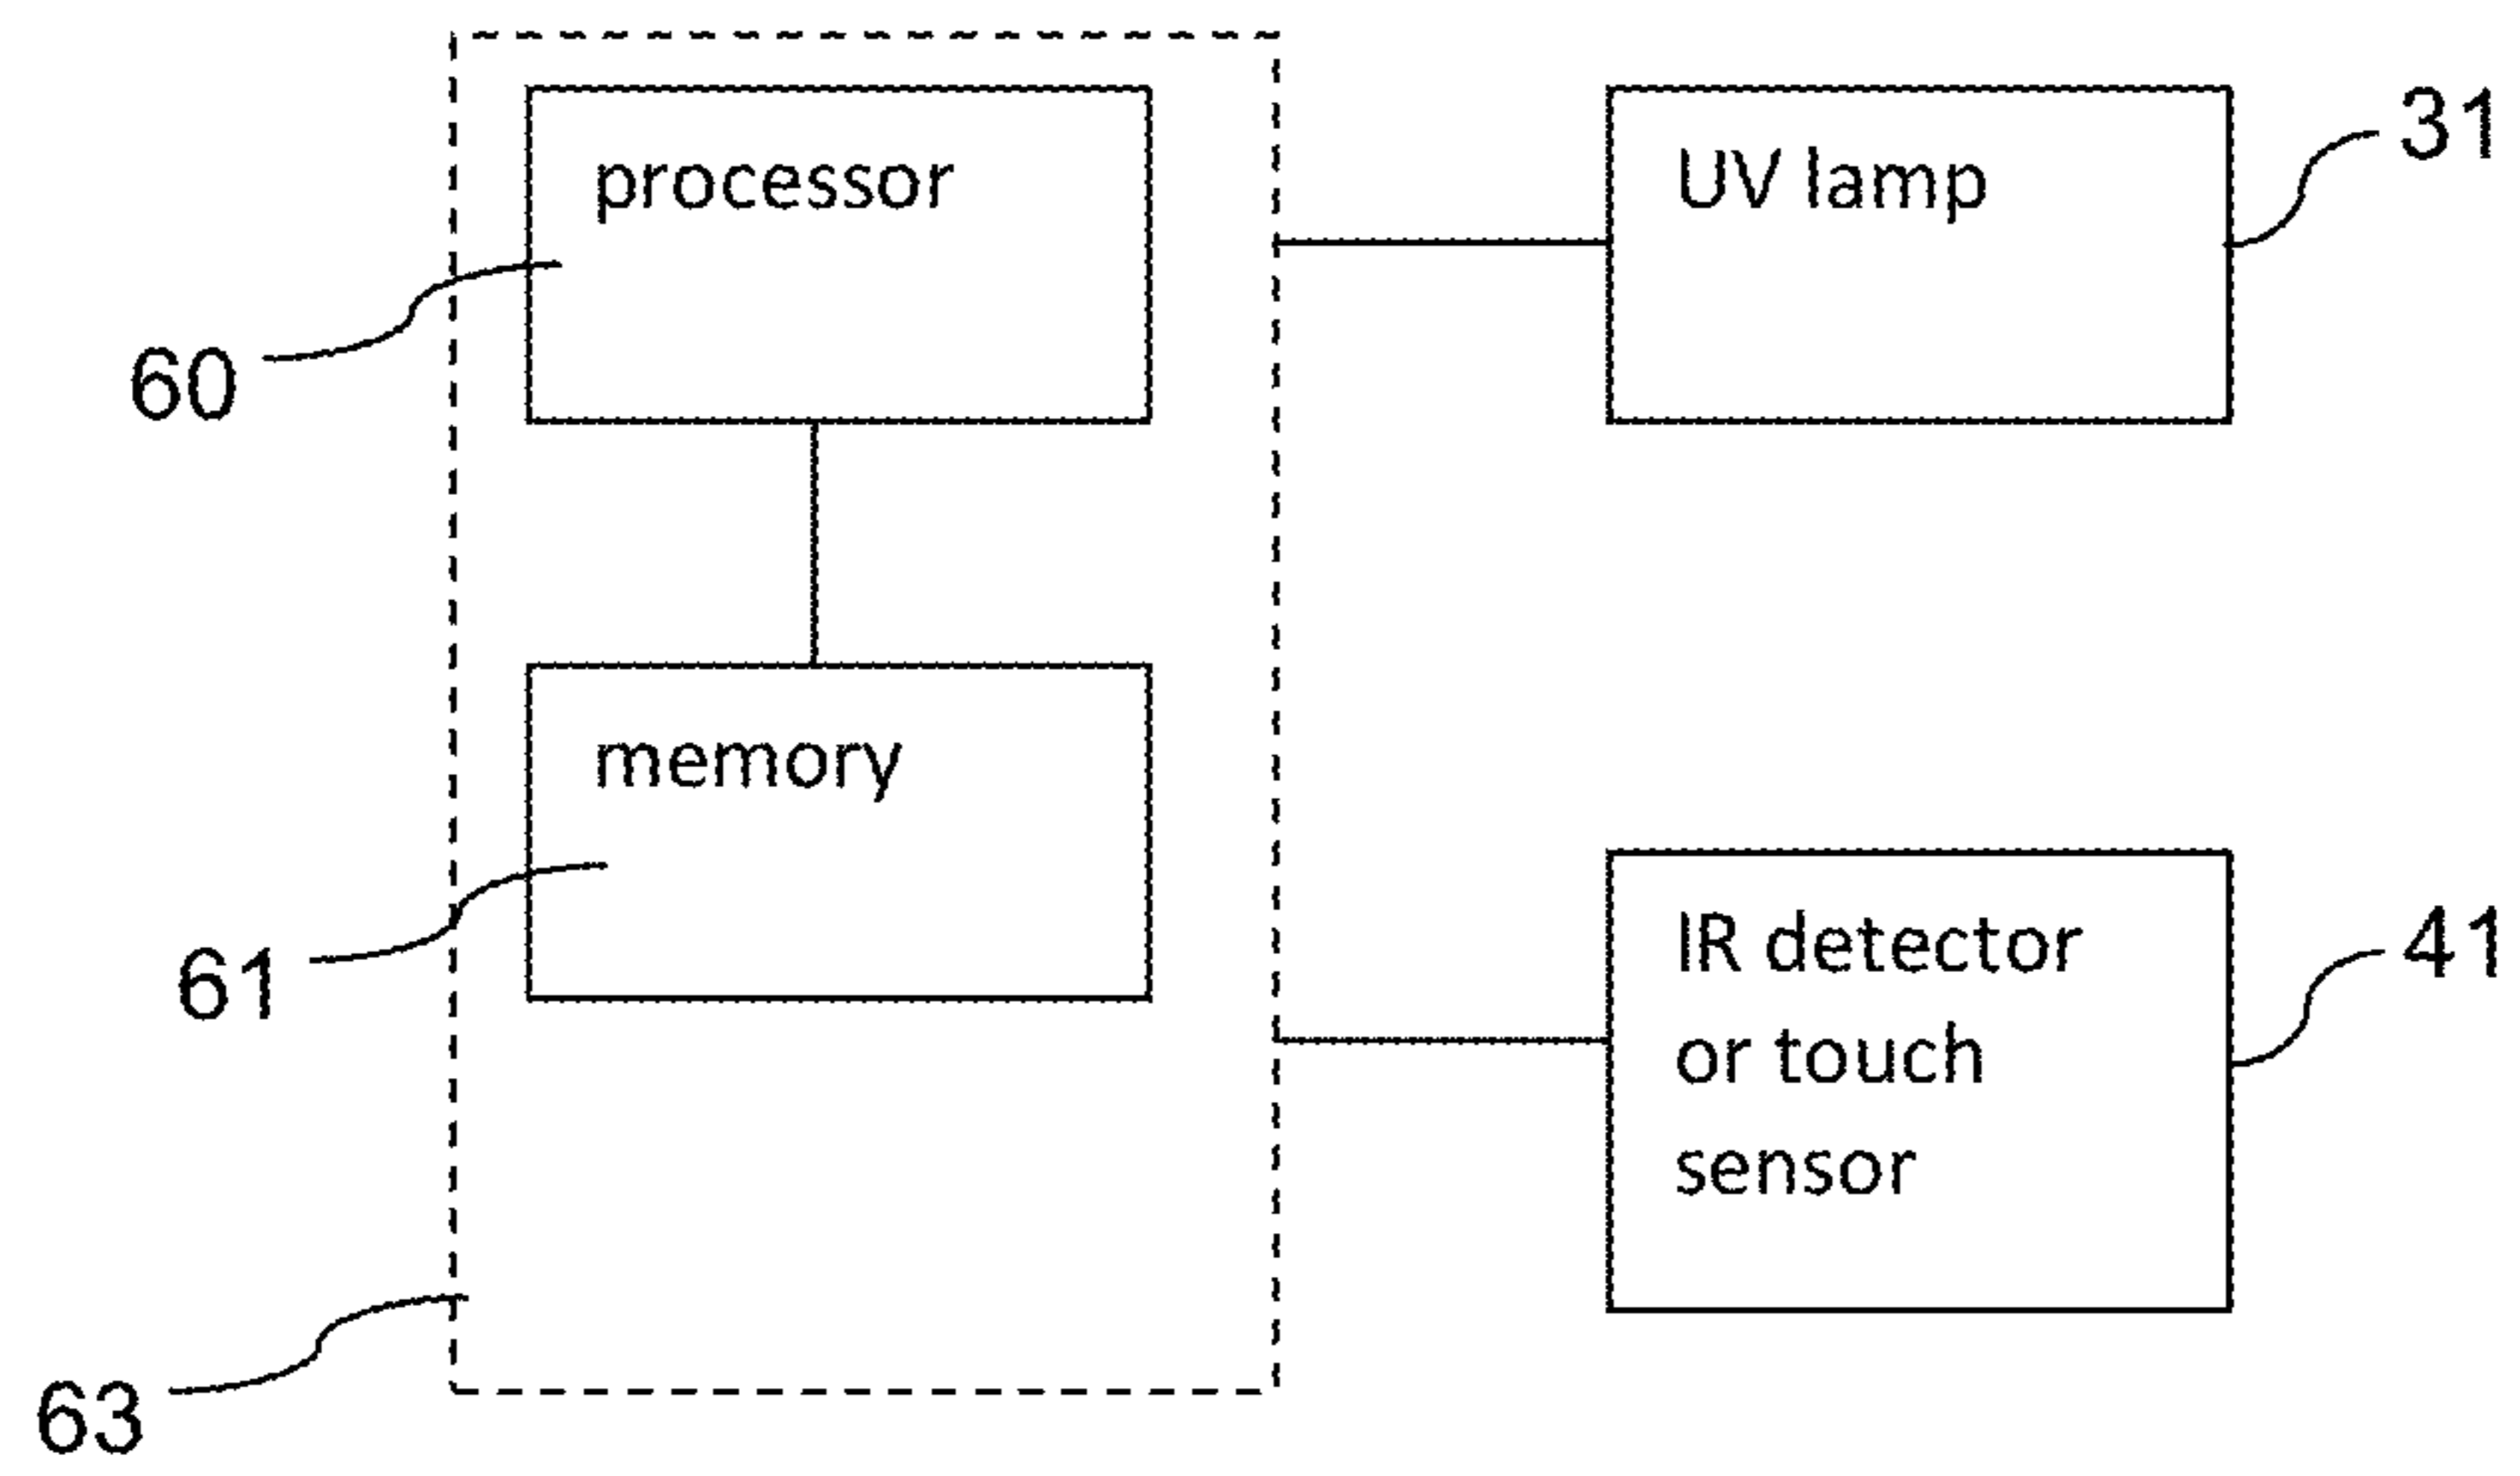 processor
60
memory
61
63
UV lamp
31
IR detector
or touch
sensor
41